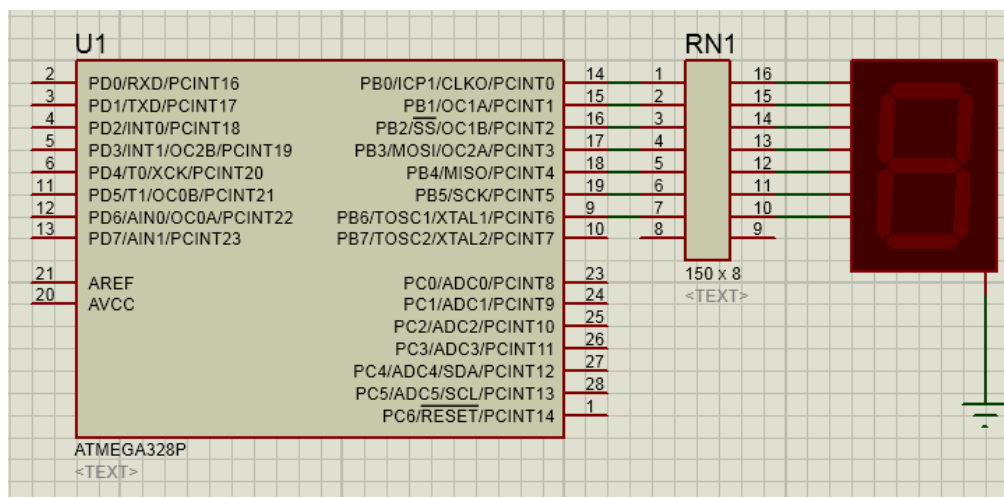 U1
RN1
2 PD0/RXD/PCINT16 PB0/ICP1/CLKO/PCINT0 14 1 16
3 PD1/TXD/PCINT17 PB1/OC1A/PCINT1 15 2 15
4 PD2/INT0/PCINT18 PB2/SS/OC1B/PCINT2 16 3 14
5 PD3/INT1/OC2B/PCINT19 PB3/MOSI/OC2A/PCINT3 17 4 13
6 PD4/T0/XCK/PCINT20 PB4/MISO/PCINT4 18 5 12
11 PD5/T1/OC0B/PCINT21 PB5/SCK/PCINT5 19 6 11
12 PD6/AIN0/OC0A/PCINT22 PB6/TOSC1/XTAL1/PCINT6 9 7 10
13 PD7/AIN1/PCINT23 PB7/TOSC2/XTAL2/PCINT7 10 8 9
21 AREF PC0/ADC0/PCINT8 23
20 AVCC PC1/ADC1/PCINT9 24
PC2/ADC2/PCINT10 25
PC3/ADC3/PCINT11 26
PC4/ADC4/SDA/PCINT12 27
PC5/ADC5/SCL/PCINT13 28
PC6/RESET/PCINT14 1
150 x 8
<TEXT>
ATMEGA328P
<TEXT>